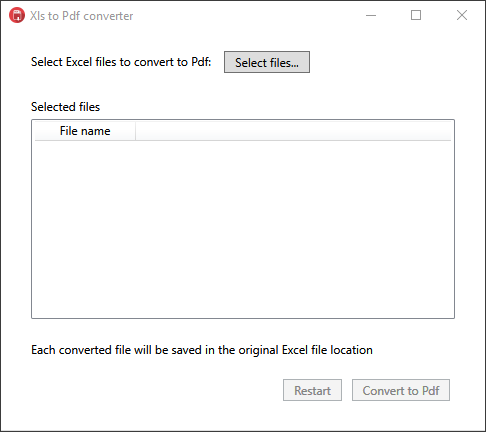 Xls to Pdf converter
Select Excel files to convert to Pdf: Select files...
Selected files
File name
Each converted file will be saved in the original Excel file location
Restart Convert to Pdf